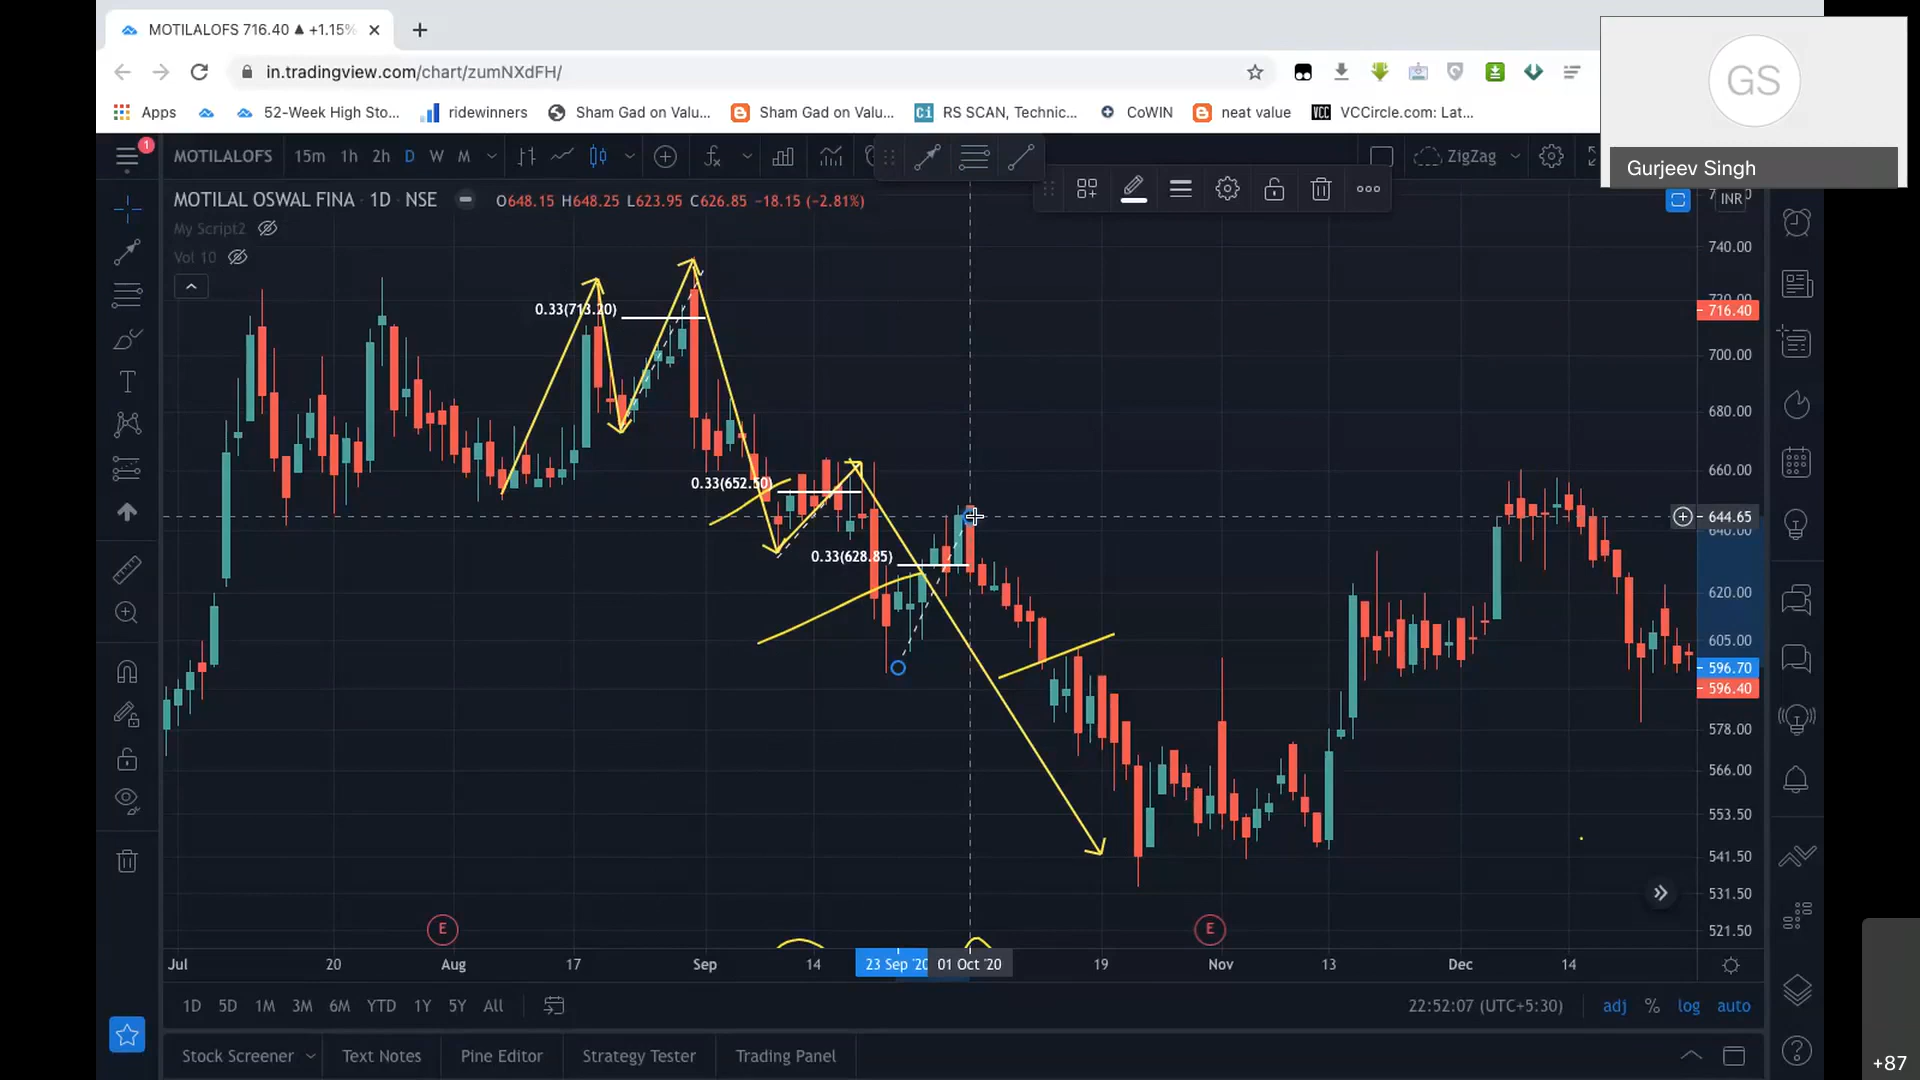 MOTILALOFS 716.40 ▲ +1.15%
in.tradingview.com/chart/zumNXdFH/
GS
Apps 52-Week High Sto... ridewinners Sham Gad on Valu... Sham Gad on Valu... RS SCAN, Technic... CoWIN neat value VCCircle.com: Lat...
Gurjeev Singh
1
MOTILALOFS 15m 1h 2h D W M ZigZag
MOTILAL OSWAL FINA · 1D · NSE O648.15 H648.25 L623.95 C626.85 −18.15 (−2.81%)
INR
My Script2
Vol 10
740.00
716.40
0.33(713.20)
700.00
680.00
660.00
0.33(652.50)
644.65
0.33(628.85)
620.00
605.00
596.70
596.40
578.00
566.00
553.50
541.50
531.50
521.50
E E
Jul 20 Aug 17 Sep 14 23 Sep '20 01 Oct '20 19 Nov 13 Dec 14
1D 5D 1M 3M 6M YTD 1Y 5Y All 22:52:07 (UTC+5:30) adj % log auto
Stock Screener Text Notes Pine Editor Strategy Tester Trading Panel
+87